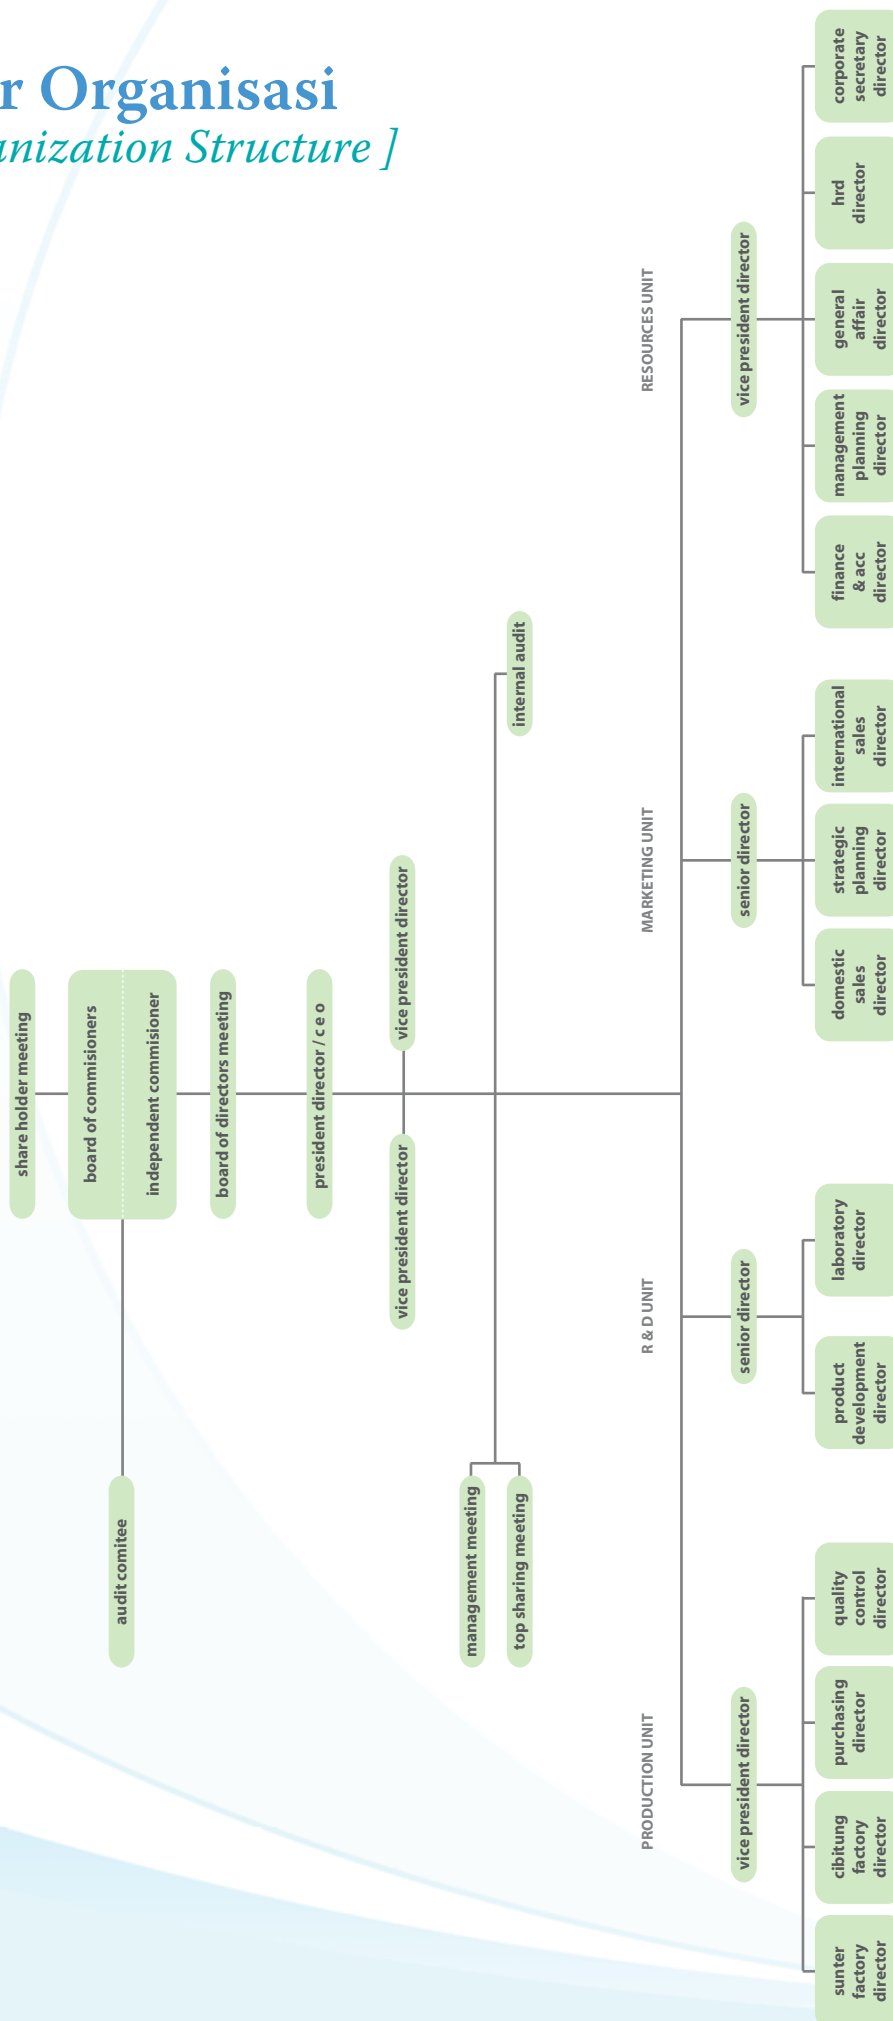 r Organisasi
anization Structure ]
share holder meeting
board of commisioners
independent commisioner
audit comitee
board of directors meeting
president director / c e o
vice president director
vice president director
management meeting
top sharing meeting
internal audit
PRODUCTION UNIT
R & D UNIT
MARKETING UNIT
RESOURCES UNIT
vice president director
senior director
senior director
vice president director
sunter
factory
director
cibitung
factory
director
purchasing
director
quality
control
director
product
development
director
laboratory
director
domestic
sales
director
strategic
planning
director
international
sales
director
finance
& acc
director
management
planning
director
general
affair
director
hrd
director
corporate
secretary
director